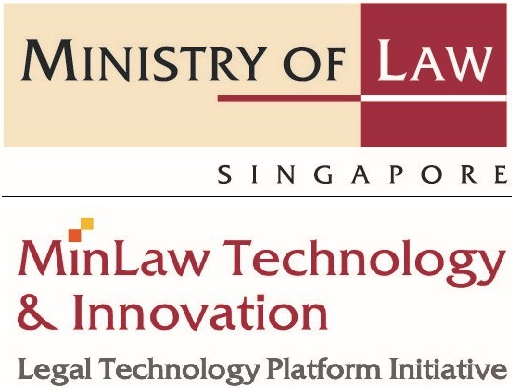 MINISTRY OF LAW
SINGAPORE
MinLaw Technology
& Innovation
Legal Technology Platform Initiative